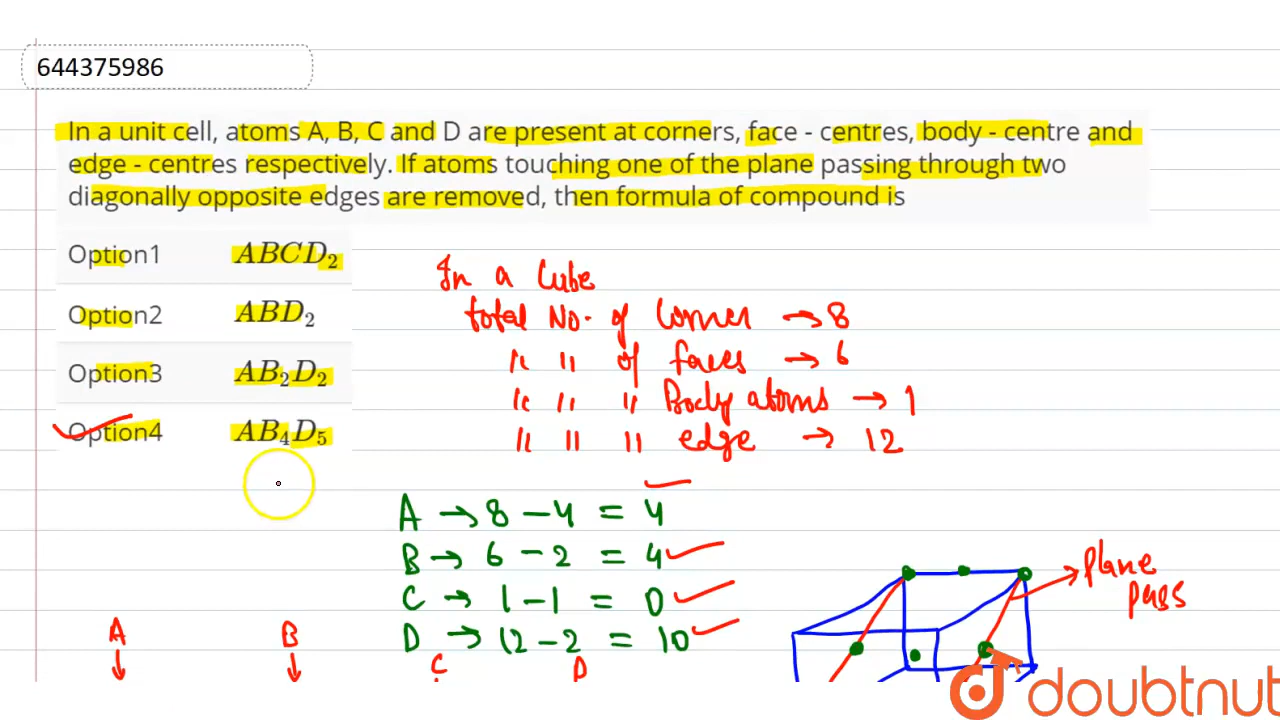 644375986
In a unit cell, atoms A, B, C and D are present at corners, face - centres, body - centre and
edge - centres respectively. If atoms touching one of the plane passing through two
diagonally opposite edges are removed, then formula of compound is
Option1 ABCD₂
Option2 ABD₂
Option3 AB₂D₂
Option4 AB₄D₅
In a Cube
total No. of Corner → 8
" " of faces → 6
" " " Body atoms → 1
" " " edge → 12
A → 8 - 4 = 4
B → 6 - 2 = 4
C → 1 - 1 = 0
D → 12 - 2 = 10
plane
pass
A B C D
doubtnut